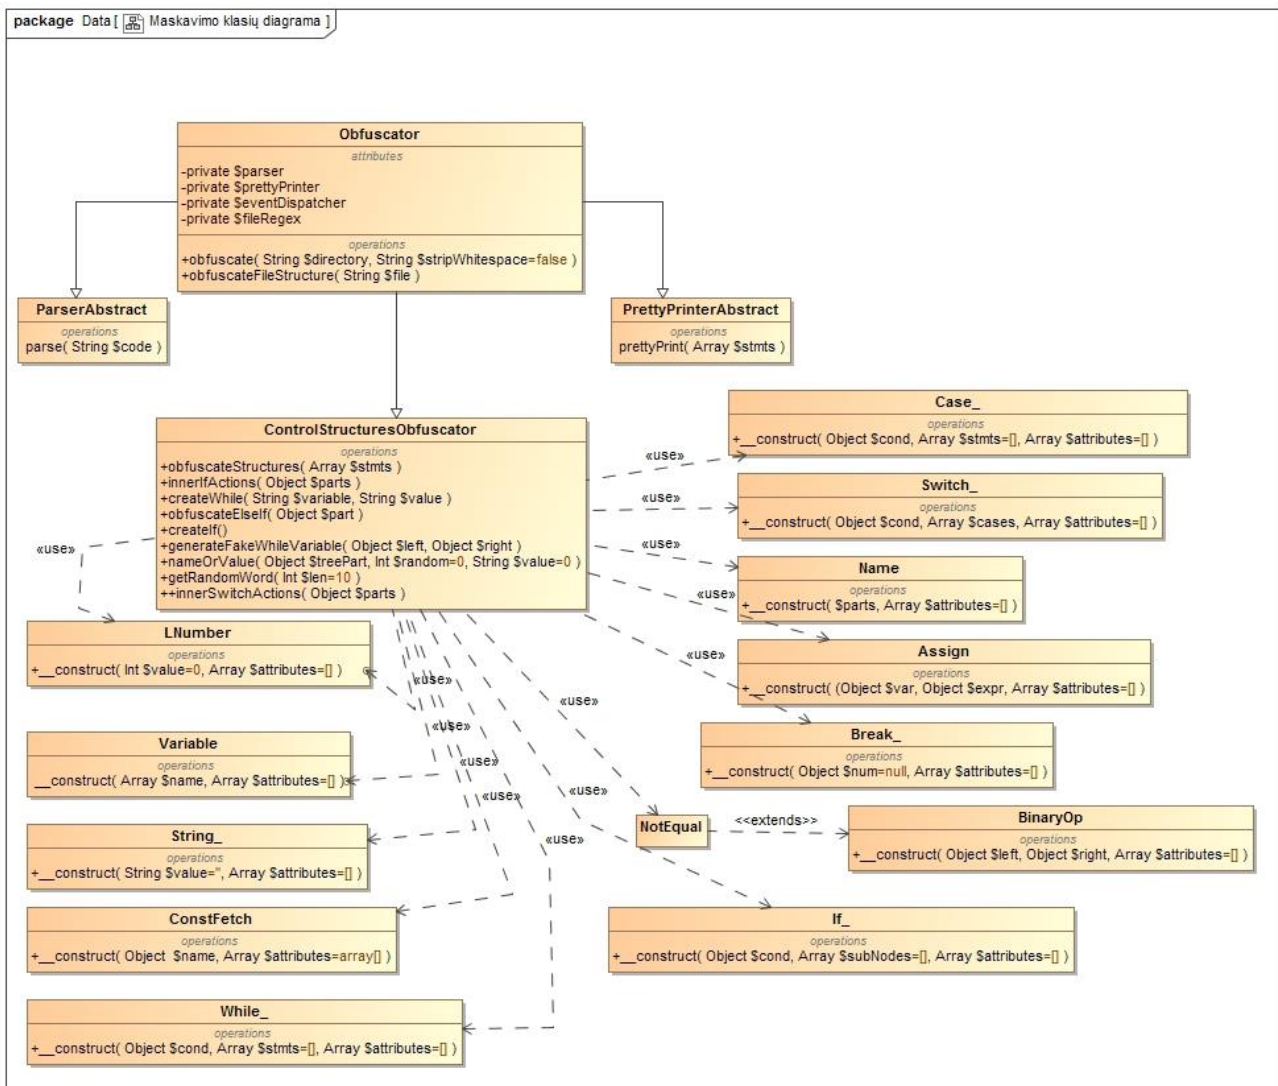 package Data [ Maskavimo klasių diagrama ]
Obfuscator
attributes
-private $parser
-private $prettyPrinter
-private $eventDispatcher
-private $fileRegex
operations
+obfuscate( String $directory, String $stripWhitespace=false )
+obfuscateFileStructure( String $file )
ParserAbstract
operations
parse( String $code )
PrettyPrinterAbstract
operations
prettyPrint( Array $stmts )
ControlStructuresObfuscator
operations
+obfuscateStructures( Array $stmts )
+innerIfActions( Object $parts )
+createWhile( String $variable, String $value )
+obfuscateElseIf( Object $part )
+createIf()
+generateFakeWhileVariable( Object $left, Object $right )
+nameOrValue( Object $treePart, Int $random=0, String $value=0 )
+getRandomWord( Int $len=10 )
++innerSwitchActions( Object $parts )
Case_
operations
+__construct( Object $cond, Array $stmts=[], Array $attributes=[] )
«use»
Switch_
operations
+__construct( Object $cond, Array $cases, Array $attributes=[] )
«use»
Name
operations
+__construct( $parts, Array $attributes=[] )
«use»
Assign
operations
+__construct( (Object $var, Object $expr, Array $attributes=[] )
«use»
Break_
operations
+__construct( Object $num=null, Array $attributes=[] )
«use»
«use»
LNumber
operations
+__construct( Int $value=0, Array $attributes=[] )
«use»
Variable
operations
__construct( Array $name, Array $attributes=[] )
«use»
String_
operations
+__construct( String $value='', Array $attributes=[] )
«use»
ConstFetch
operations
+__construct( Object $name, Array $attributes=array[] )
«use»
While_
operations
+__construct( Object $cond, Array $stmts=[], Array $attributes=[] )
«use»
NotEqual
«use»
<<extends>>
BinaryOp
operations
+__construct( Object $left, Object $right, Array $attributes=[] )
If_
operations
+__construct( Object $cond, Array $subNodes=[], Array $attributes=[] )
«use»